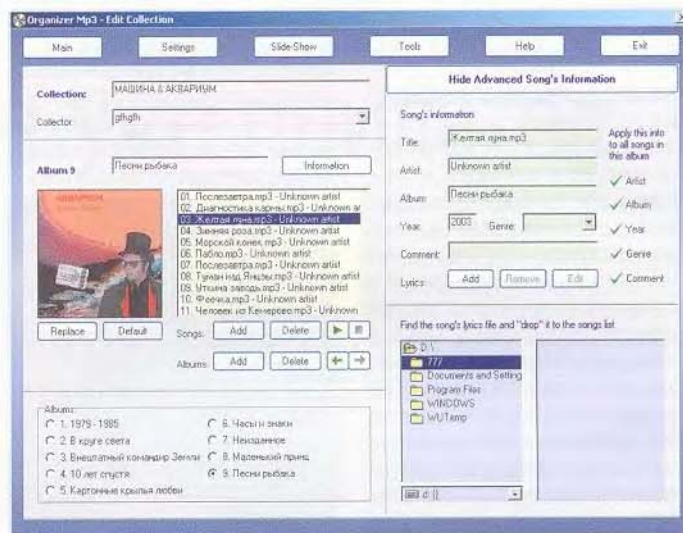 Organizer Mp3 - Edit Collection
Main
Settings
Slide-Show
Tools
Help
Exit
Collection:
МАШИНА & АКВАРИУМ
Collector
gfhgfh
Album 9
Песни рыбака
Information
АКВАРИУМ
01. Послезавтра.mp3 - Unknown artist
02. Диагностика кармы.mp3 - Unknown ar
03. Желтая луна.mp3 - Unknown artist
04. Зимняя роза.mp3 - Unknown artist
05. Морской конек.mp3 - Unknown artist
06. Пабло.mp3 - Unknown artist
07. Послезавтра.mp3 - Unknown artist
08. Туман над Янцзы.mp3 - Unknown artist
09. Уткина заводь.mp3 - Unknown artist
10. Феечка.mp3 - Unknown artist
11. Человек из Кемерово.mp3 - Unknown
Replace
Default
Songs:
Add
Delete
Albums:
Add
Delete
Albums:
1. 1979 - 1985
2. В круге света
3. Внештатный командир Земли
4. 10 лет спустя
5. Картонные крылья любви
6. Часы и знаки
7. Неизданное
8. Маленький принц
9. Песни рыбака
Hide Advanced Song's Information
Song's information
Title:
Желтая луна.mp3
Artist:
Unknown artist
Album:
Песни рыбака
Year:
2003
Genre:
Comment:
Lyrics:
Add
Remove
Edit
Apply this info
to all songs in
this album
Artist
Album
Year
Genre
Comment
Find the song's lyrics file and "drop" it to the songs list
D:\
777
Documents and Setting
Program Files
WINDOWS
WUTemp
d: []